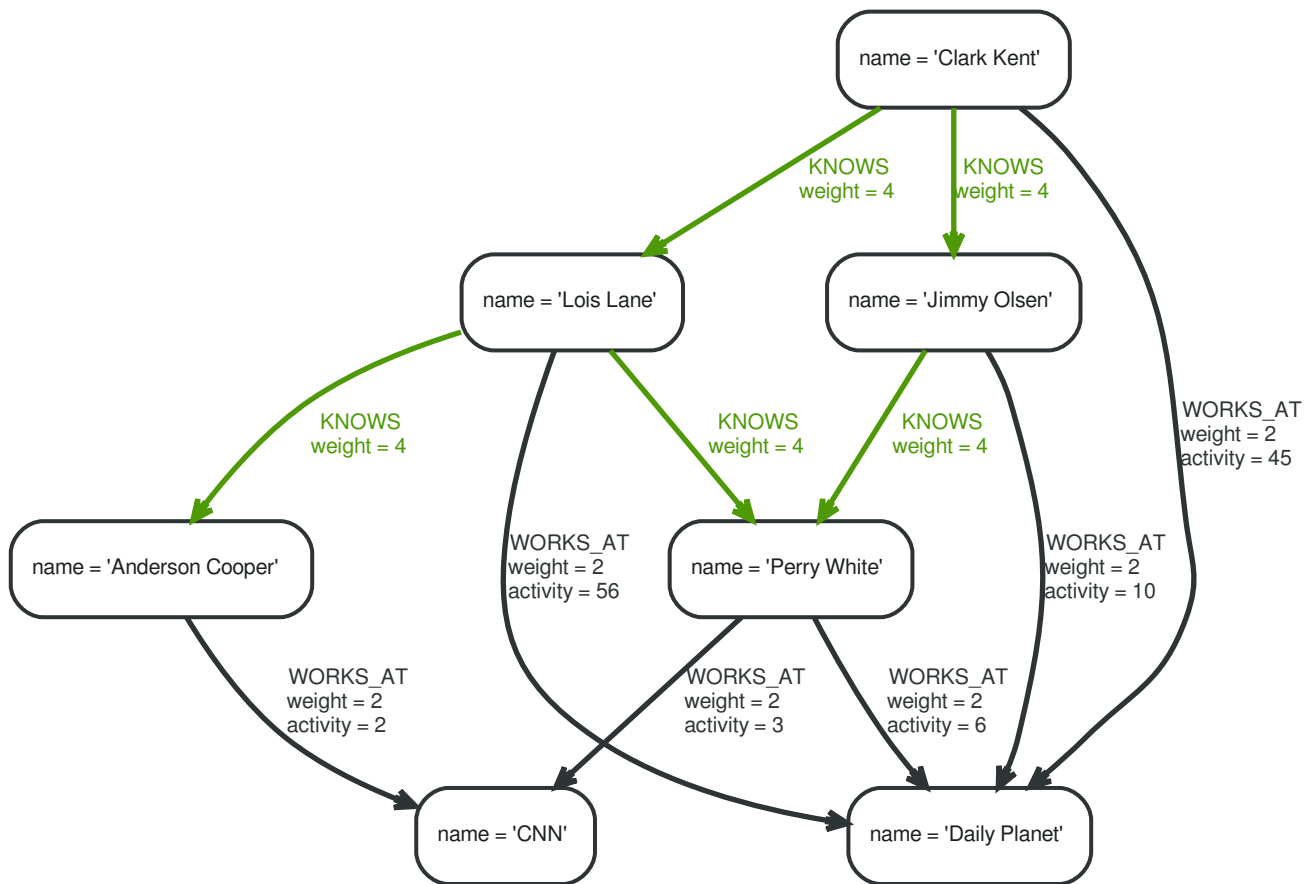 name = 'Clark Kent'
KNOWS
weight = 4
KNOWS
weight = 4
name = 'Lois Lane'
name = 'Jimmy Olsen'
KNOWS
weight = 4
KNOWS
weight = 4
KNOWS
weight = 4
WORKS_AT
weight = 2
activity = 45
name = 'Anderson Cooper'
WORKS_AT
weight = 2
activity = 56
name = 'Perry White'
WORKS_AT
weight = 2
activity = 10
WORKS_AT
weight = 2
activity = 2
WORKS_AT
weight = 2
activity = 3
WORKS_AT
weight = 2
activity = 6
name = 'CNN'
name = 'Daily Planet'